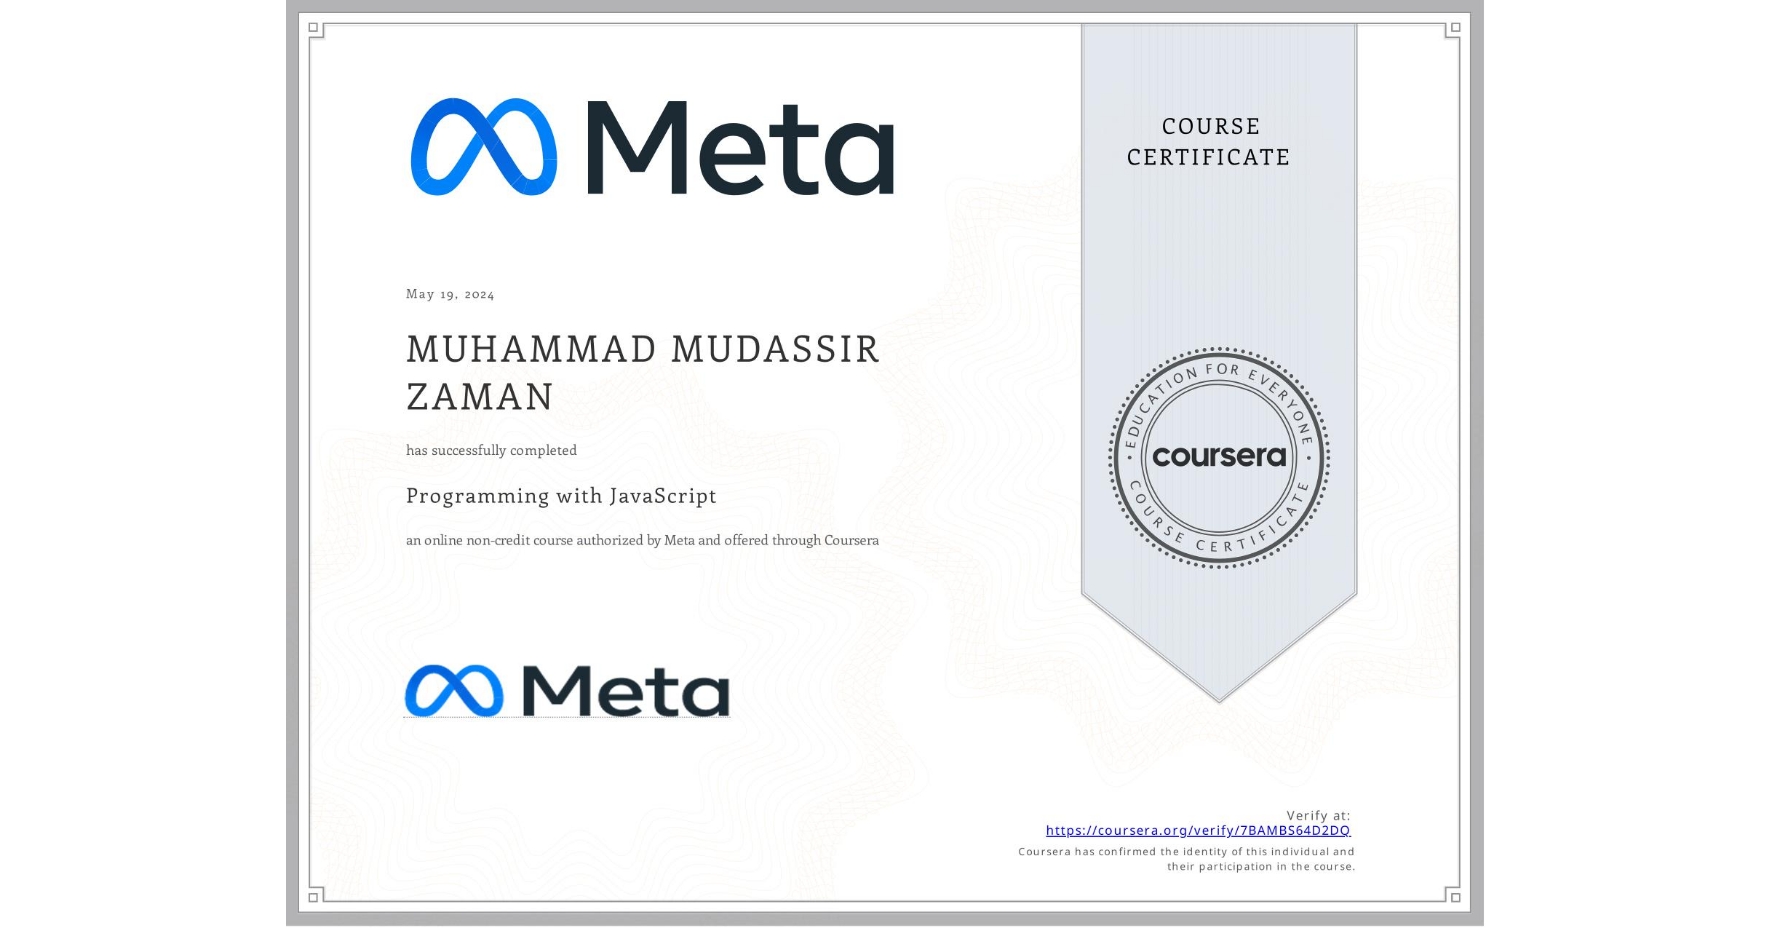 Meta
COURSE
CERTIFICATE
May 19, 2024
MUHAMMAD MUDASSIR
ZAMAN
has successfully completed
Programming with JavaScript
an online non-credit course authorized by Meta and offered through Coursera
EDUCATION FOR EVERYONE
coursera
COURSE CERTIFICATE
Meta
Verify at:
https://coursera.org/verify/7BAMBS64D2DQ
Coursera has confirmed the identity of this individual and
their participation in the course.